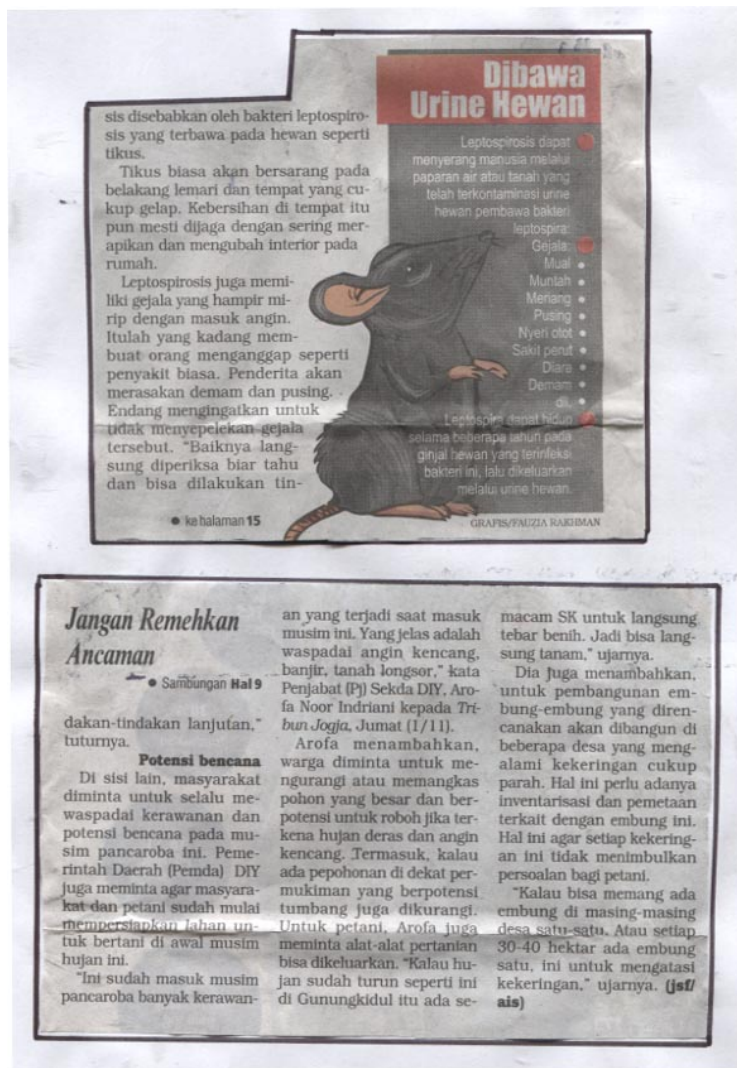 sis disebabkan oleh bakteri leptospiro-
sis yang terbawa pada hewan seperti
tikus.
Tikus biasa akan bersarang pada
belakang lemari dan tempat yang cu-
kup gelap. Kebersihan di tempat itu
pun mesti dijaga dengan sering mer-
apikan dan mengubah interior pada
rumah.
Leptospirosis juga memi-
liki gejala yang hampir mi-
rip dengan masuk angin.
Itulah yang kadang mem-
buat orang menganggap seperti
penyakit biasa. Penderita akan
merasakan demam dan pusing.
Endang mengingatkan untuk
tidak menyepelekan gejala
tersebut. "Baiknya lang-
sung diperiksa biar tahu
dan bisa dilakukan tin-
● ke halaman 15
Dibawa
Urine Hewan
Leptospirosis dapat
menyerang manusia melalui
paparan air atau tanah yang
telah terkontaminasi urine
hewan pembawa bakteri
leptospira:
Gejala:
Mual
Muntah
Meriang
Pusing
Nyeri otot
Sakit perut
Diara
Demam
dll.
Leptospira dapat hidup
selama beberapa tahun pada
ginjal hewan yang terinfeksi
bakteri ini, lalu dikeluarkan
melalui urine hewan.
GRAFIS/FAUZIA RAKHMAN
Jangan Remehkan
Ancaman
● Sambungan Hal 9
dakan-tindakan lanjutan,"
tuturnya.
Potensi bencana
Di sisi lain, masyarakat
diminta untuk selalu me-
waspadai kerawanan dan
potensi bencana pada mu-
sim pancaroba ini. Peme-
rintah Daerah (Pemda) DIY
juga meminta agar masyara-
kat dan petani sudah mulai
mempersiapkan lahan un-
tuk bertani di awal musim
hujan ini.
"Ini sudah masuk musim
pancaroba banyak kerawan-
an yang terjadi saat masuk
musim ini. Yang jelas adalah
waspadai angin kencang,
banjir, tanah longsor," kata
Penjabat (Pj) Sekda DIY, Aro-
fa Noor Indriani kepada Tri-
bun Jogja, Jumat (1/11).
Arofa menambahkan,
warga diminta untuk me-
ngurangi atau memangkas
pohon yang besar dan ber-
potensi untuk roboh jika ter-
kena hujan deras dan angin
kencang. Termasuk, kalau
ada pepohonan di dekat per-
mukiman yang berpotensi
tumbang juga dikurangi.
Untuk petani, Arofa juga
meminta alat-alat pertanian
bisa dikeluarkan. "Kalau hu-
jan sudah turun seperti ini
di Gunungkidul itu ada se-
macam SK untuk langsung
tebar benih. Jadi bisa lang-
sung tanam," ujarnya.
Dia juga menambahkan,
untuk pembangunan em-
bung-embung yang diren-
canakan akan dibangun di
beberapa desa yang meng-
alami kekeringan cukup
parah. Hal ini perlu adanya
inventarisasi dan pemetaan
terkait dengan embung ini.
Hal ini agar setiap kekering-
an ini tidak menimbulkan
persoalan bagi petani.
"Kalau bisa memang ada
embung di masing-masing
desa satu-satu. Atau setiap
30-40 hektar ada embung
satu, ini untuk mengatasi
kekeringan," ujarnya. (jsf/
ais)